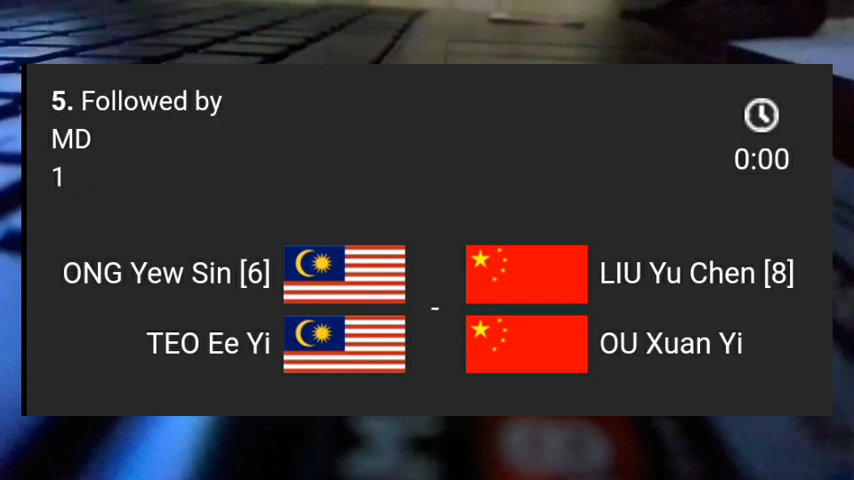 5. Followed by
MD
1
0:00
ONG Yew Sin [6]
TEO Ee Yi
-
LIU Yu Chen [8]
OU Xuan Yi